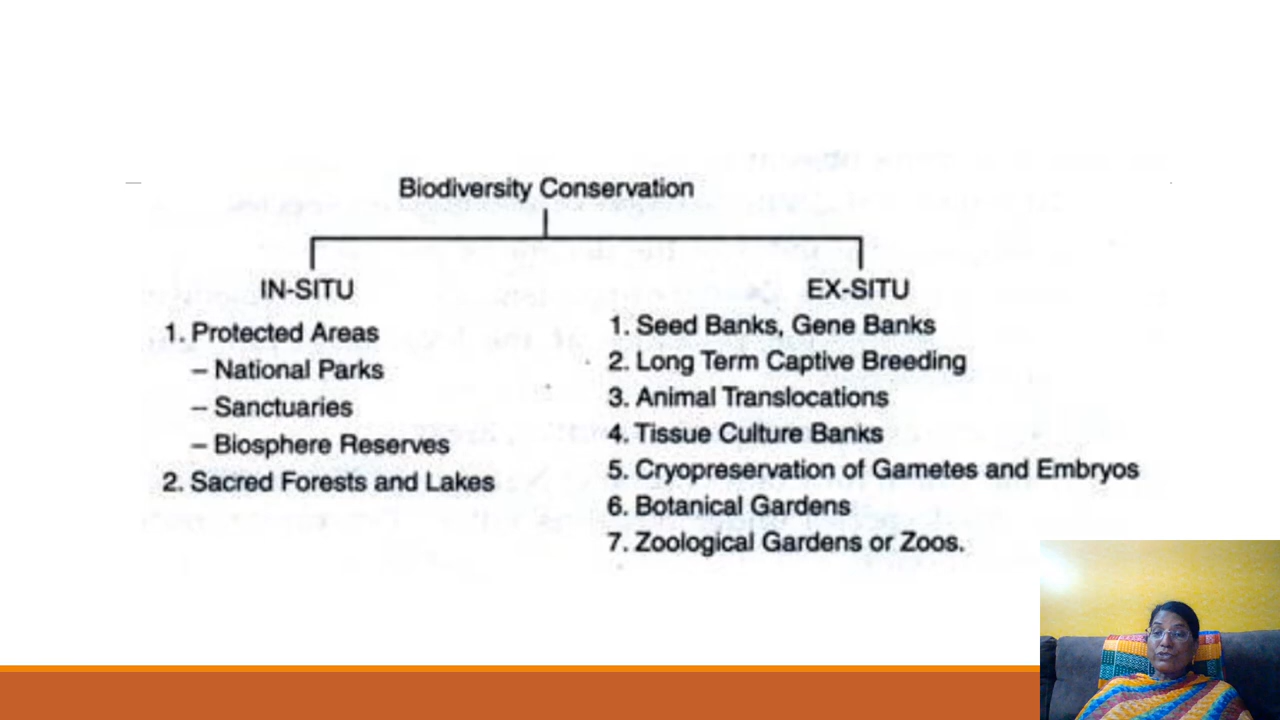 Biodiversity Conservation
IN-SITU
1. Protected Areas
– National Parks
– Sanctuaries
– Biosphere Reserves
2. Sacred Forests and Lakes
EX-SITU
1. Seed Banks, Gene Banks
2. Long Term Captive Breeding
3. Animal Translocations
4. Tissue Culture Banks
5. Cryopreservation of Gametes and Embryos
6. Botanical Gardens
7. Zoological Gardens or Zoos.